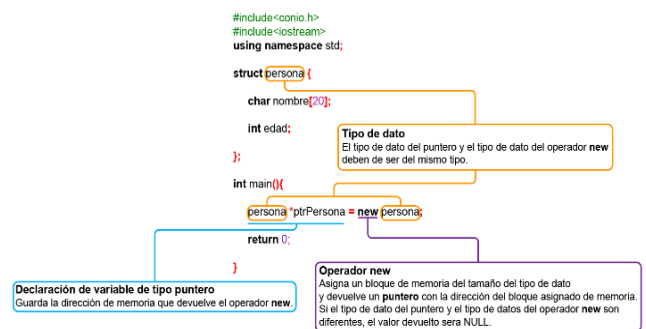 #include<conio.h>
#include<iostream>
using namespace std;
struct persona {
char nombre[20];
int edad;
Tipo de dato
El tipo de dato del puntero y el tipo de dato del operador new
deben de ser del mismo tipo.
};
int main(){
persona *ptrPersona = new persona;
return 0;
}
Declaración de variable de tipo puntero
Guarda la dirección de memoria que devuelve el operador new.
Operador new
Asigna un bloque de memoria del tamaño del tipo de dato
y devuelve un puntero con la dirección del bloque asignado de memoria.
Si el tipo de dato del puntero y el tipo de datos del operador new son
diferentes, el valor devuelto sera NULL.